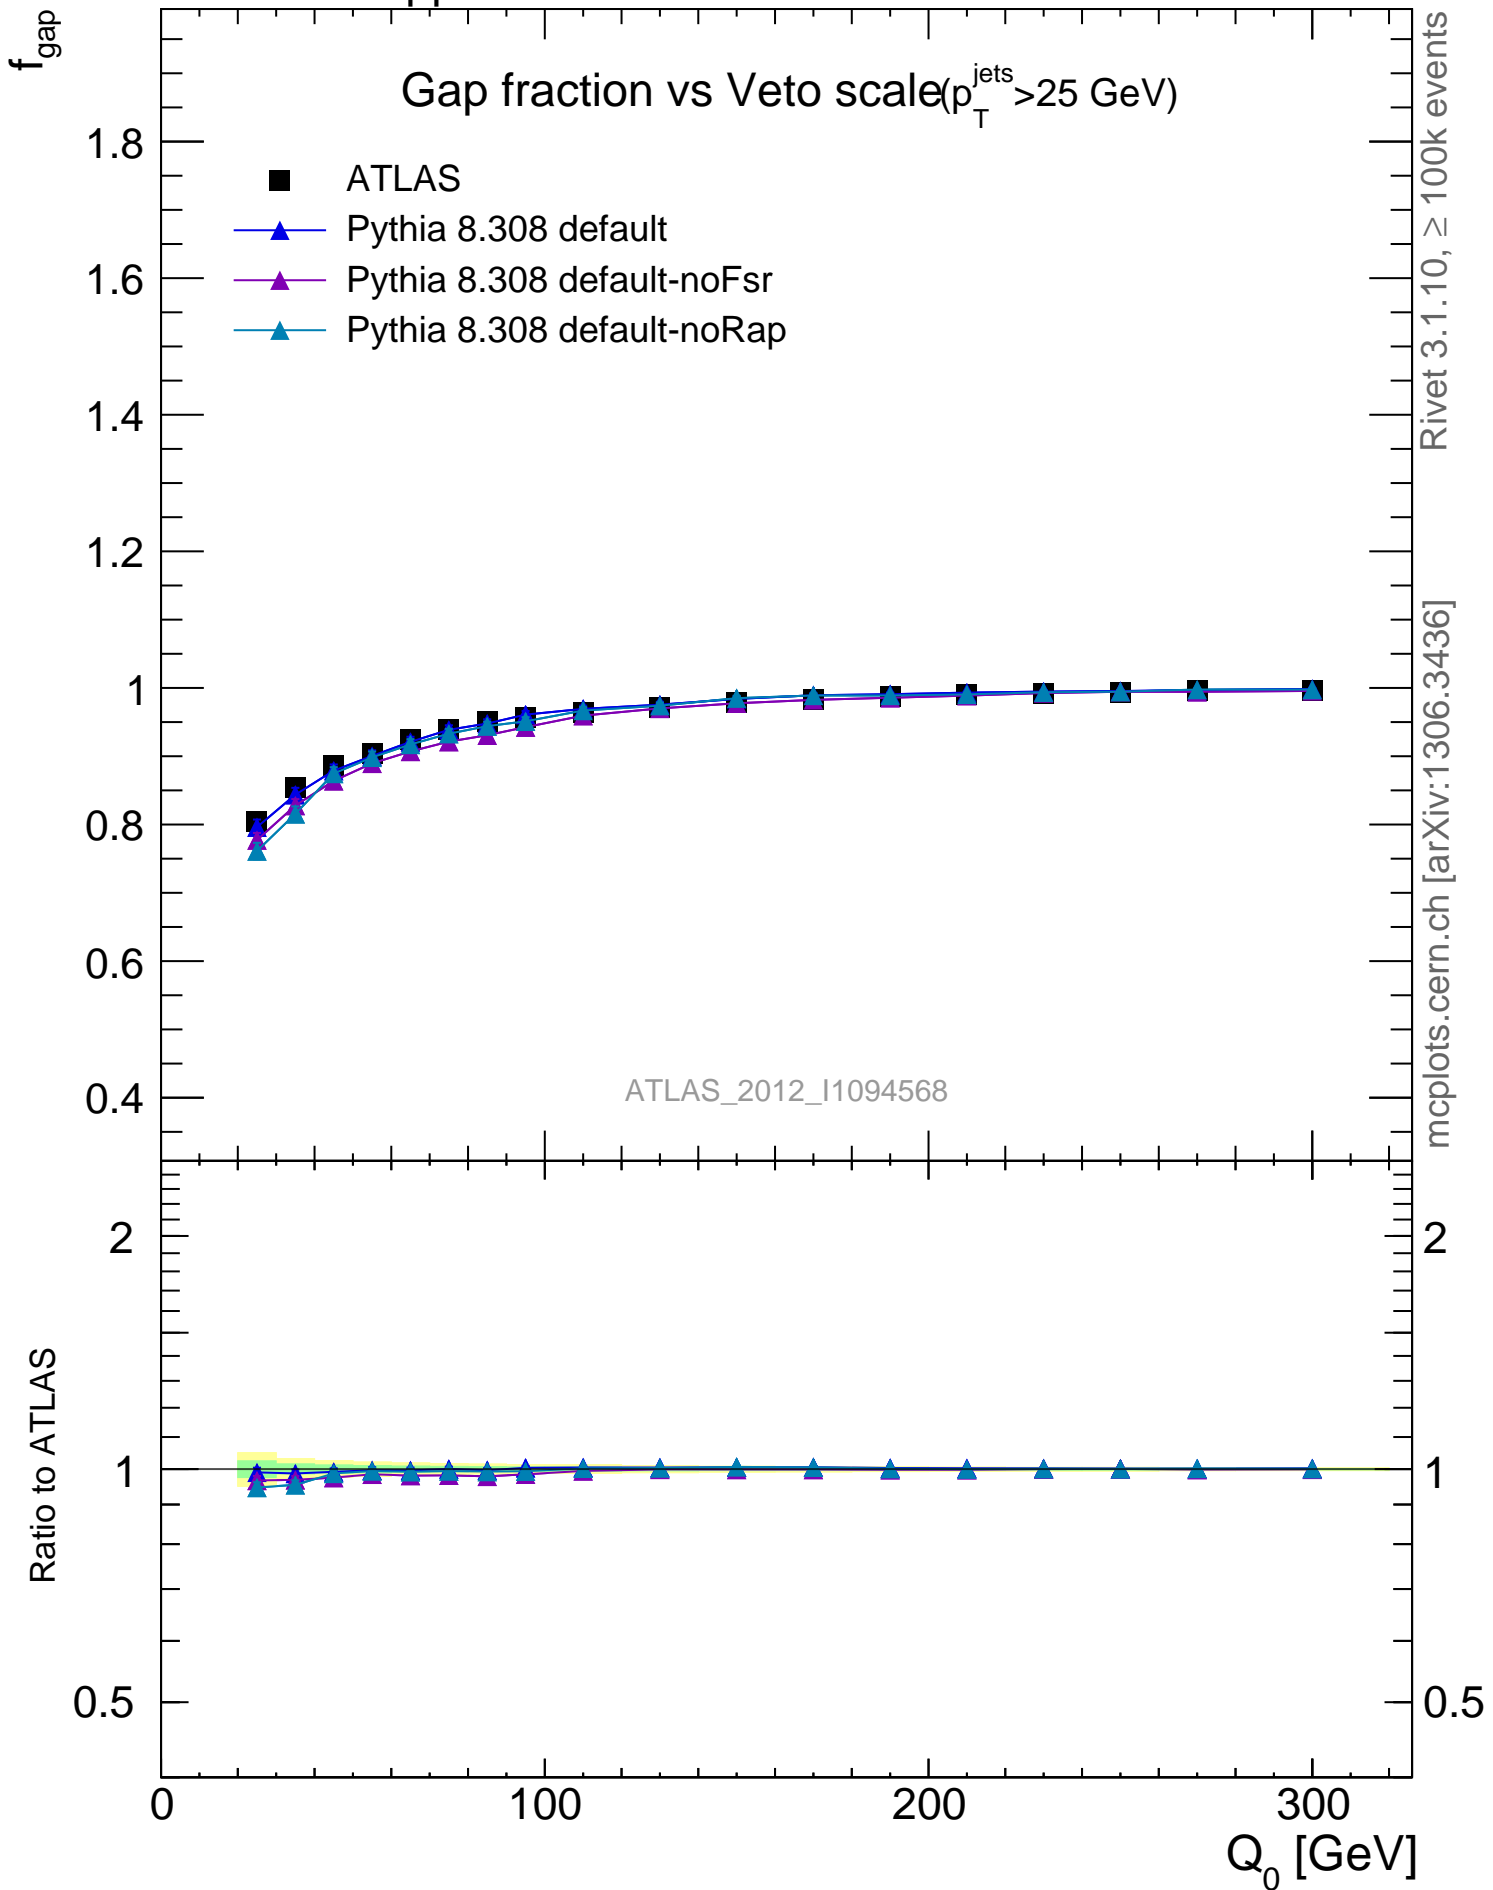 f_gap
Gap fraction vs Veto scale(p_T^jets>25 GeV)
ATLAS
Pythia 8.308 default
Pythia 8.308 default-noFsr
Pythia 8.308 default-noRap
1.8
1.6
1.4
1.2
1
0.8
0.6
0.4
ATLAS_2012_I1094568
Rivet 3.1.10, ≥ 100k events
mcplots.cern.ch [arXiv:1306.3436]
Ratio to ATLAS
2
1
0.5
2
1
0.5
0
100
200
300
Q_0 [GeV]